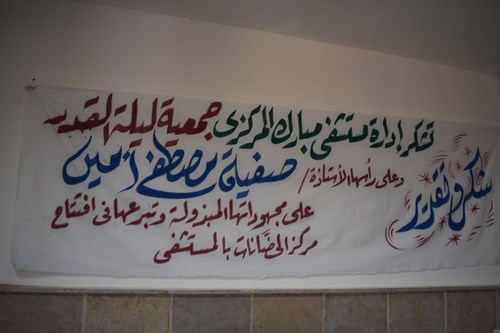 شكر وتقدير
تشكر إدارة مستشفى مبارك المركزى جمعية ليلة القدر
وعلى رأسها الأستاذة / صفية مصطفى أمين
على مجهوداتها المبذولة وتبرعها فى افتتاح
مركز الحضانات بالمستشفى